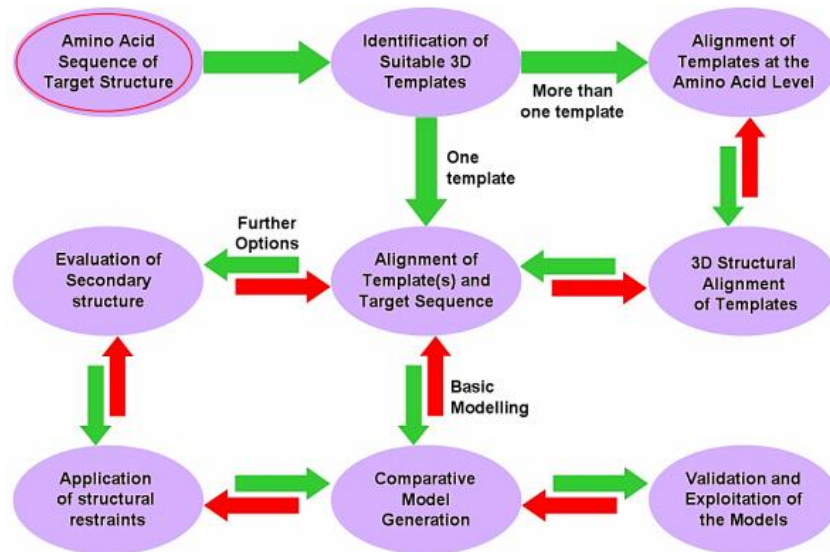 Amino Acid
Sequence of
Target Structure
Identification of
Suitable 3D
Templates
More than
one template
Alignment of
Templates at the
Amino Acid Level
One
template
Further
Options
Evaluation of
Secondary
structure
Alignment of
Template(s) and
Target Sequence
3D Structural
Alignment
of Templates
Basic
Modelling
Application
of structural
restraints
Comparative
Model
Generation
Validation and
Exploitation of
the Models